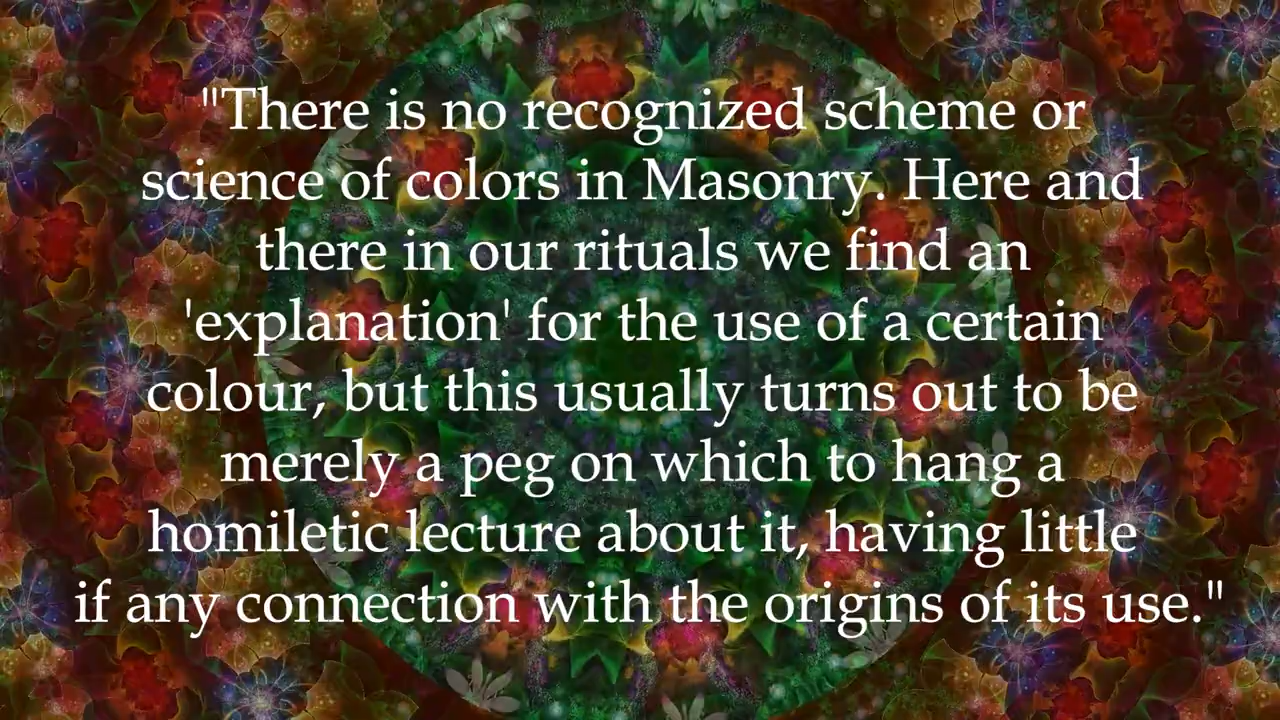 "There is no recognized scheme or
science of colors in Masonry. Here and
there in our rituals we find an
'explanation' for the use of a certain
colour, but this usually turns out to be
merely a peg on which to hang a
homiletic lecture about it, having little
if any connection with the origins of its use."